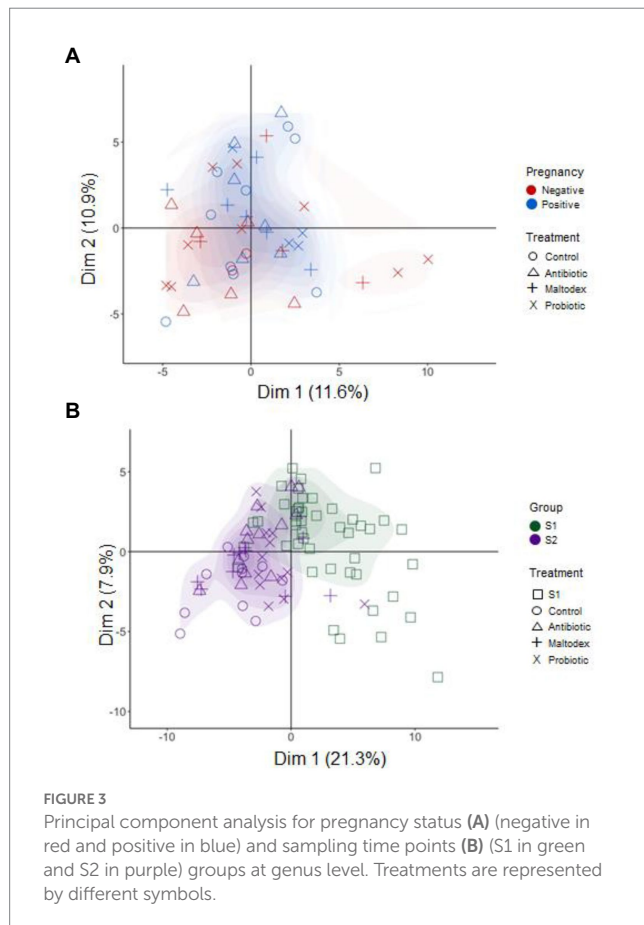 A
Dim 2 (10.9%)
5
0
-5
-5
0
5
10
Dim 1 (11.6%)
Pregnancy
Negative
Positive
Treatment
Control
Antibiotic
Maltodex
Probiotic
B
Dim 2 (7.9%)
5
0
-5
-10
-10
0
10
Dim 1 (21.3%)
Group
S1
S2
Treatment
S1
Control
Antibiotic
Maltodex
Probiotic
FIGURE 3
Principal component analysis for pregnancy status (A) (negative in
red and positive in blue) and sampling time points (B) (S1 in green
and S2 in purple) groups at genus level. Treatments are represented
by different symbols.